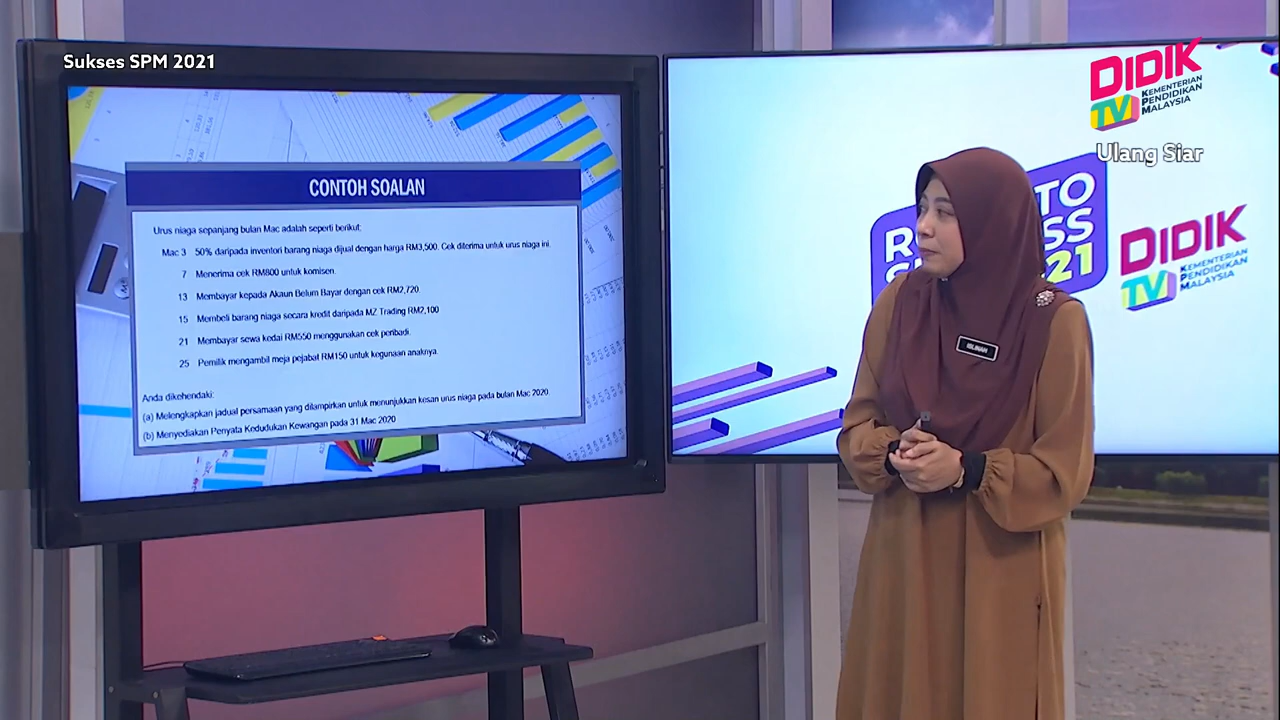 Sukses SPM 2021
CONTOH SOALAN
Urus niaga sepanjang bulan Mac adalah seperti berikut;
Mac 3 50% daripada inventori barang niaga dijual dengan harga RM3,500. Cek diterima untuk urus niaga ini.
7 Menerima cek RM800 untuk komisen.
13 Membayar kepada Akaun Belum Bayar dengan cek RM2,720.
15 Membeli barang niaga secara kredit daripada MZ Trading RM2,100
21 Membayar sewa kedai RM550 menggunakan cek peribadi.
25 Pemilik mengambil meja pejabat RM150 untuk kegunaan anaknya.
Anda dikehendaki:
(a) Melengkapkan jadual persamaan yang dilampirkan untuk menunjukkan kesan urus niaga pada bulan Mac 2020.
(b) Menyediakan Penyata Kedudukan Kewangan pada 31 Mac 2020
DIDIK
TV
KEMENTERIAN
PENDIDIKAN
MALAYSIA
Ulang Siar
TO
SS
21
DIDIK
TV
KEMENTERIAN
PENDIDIKAN
MALAYSIA
ISLINAH